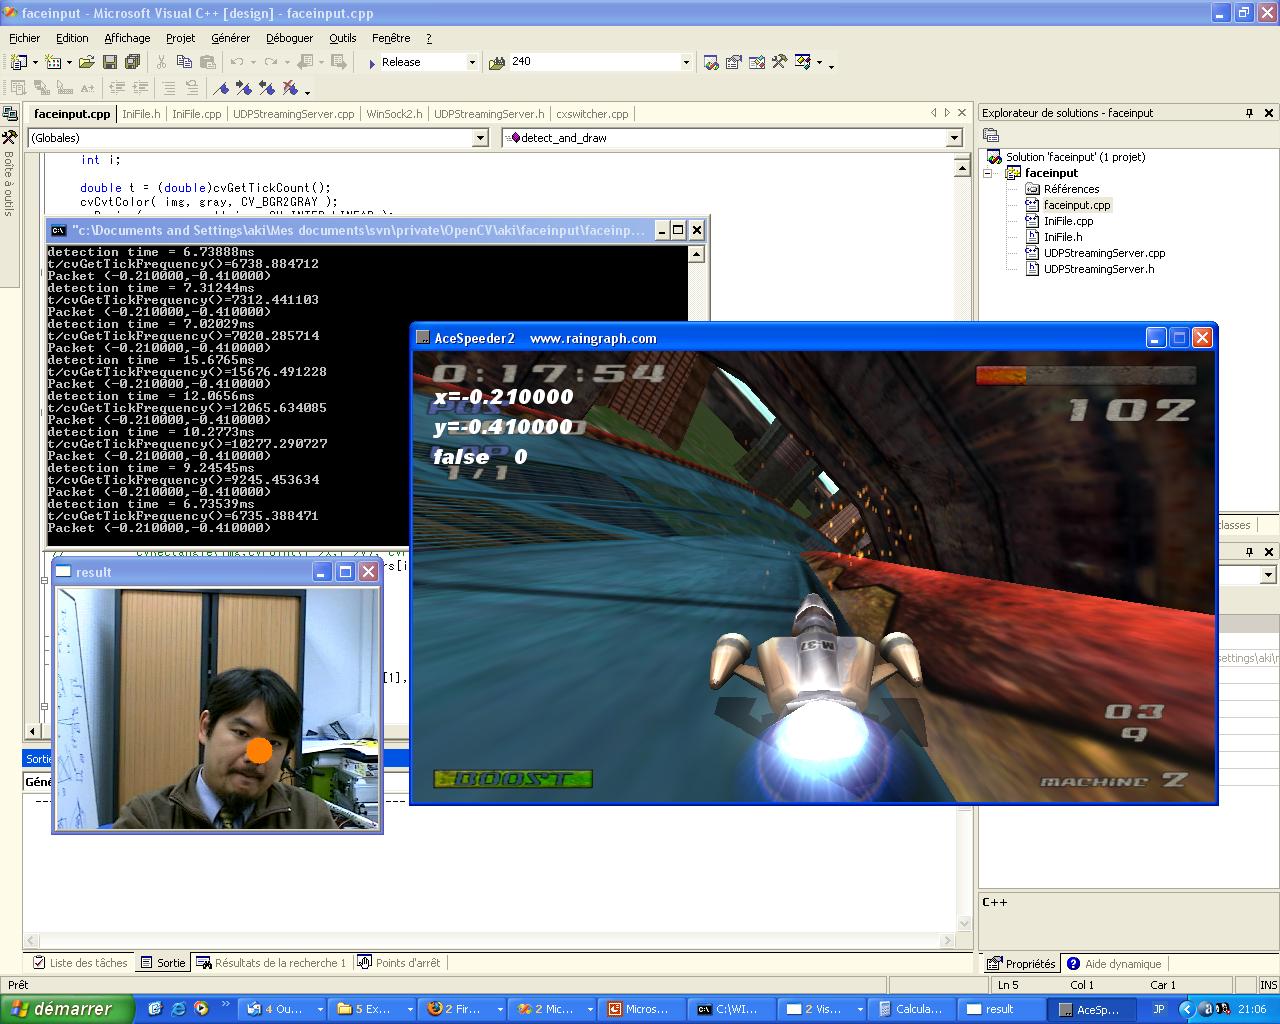 faceinput - Microsoft Visual C++ [design] - faceinput.cpp
Fichier Edition Affichage Projet Générer Déboguer Outils Fenêtre ?
Release 240
faceinput.cpp IniFile.h IniFile.cpp UDPStreamingServer.cpp WinSock2.h UDPStreamingServer.h cxswitcher.cpp
(Globales) detect_and_draw
Boîte à outils
int i;
double t = (double)cvGetTickCount();
cvCvtColor( img, gray, CV_BGR2GRAY );
"c:\Documents and Settings\aki\Mes documents\svn\private\OpenCV\aki\faceinput\faceinp...
detection time = 6.73888ms
t/cvGetTickFrequency()=6738.884712
Packet (-0.210000,-0.410000)
detection time = 7.31244ms
t/cvGetTickFrequency()=7312.441103
Packet (-0.210000,-0.410000)
detection time = 7.02029ms
t/cvGetTickFrequency()=7020.285714
Packet (-0.210000,-0.410000)
detection time = 15.6765ms
t/cvGetTickFrequency()=15676.491228
Packet (-0.210000,-0.410000)
detection time = 12.0656ms
t/cvGetTickFrequency()=12065.634085
Packet (-0.210000,-0.410000)
detection time = 10.2773ms
t/cvGetTickFrequency()=10277.290727
Packet (-0.210000,-0.410000)
detection time = 9.24545ms
t/cvGetTickFrequency()=9245.453634
Packet (-0.210000,-0.410000)
detection time = 6.73539ms
t/cvGetTickFrequency()=6735.388471
Packet (-0.210000,-0.410000)
AceSpeeder2 www.raingraph.com
0:17:54
x=-0.210000
POS
y=-0.410000
false 0
1/1
102
03
9
MACHINE 2
BOOST
M-37
result
rs[i
[1],
Sortie
Géné
Explorateur de solutions - faceinput
Solution 'faceinput' (1 projet)
faceinput
Références
faceinput.cpp
IniFile.cpp
IniFile.h
UDPStreamingServer.cpp
UDPStreamingServer.h
classes
settings\aki\
C++
Liste des tâches Sortie Résultats de la recherche 1 Points d'arrêt
Propriétés Aide dynamique
Prêt Ln 5 Col 1 Car 1 INS
démarrer 4 Ou... 5 Ex... 2 Fir... 2 Mic... Micros... C:\WI... 2 Vis... Calcula... result AceSp... JP 21:06